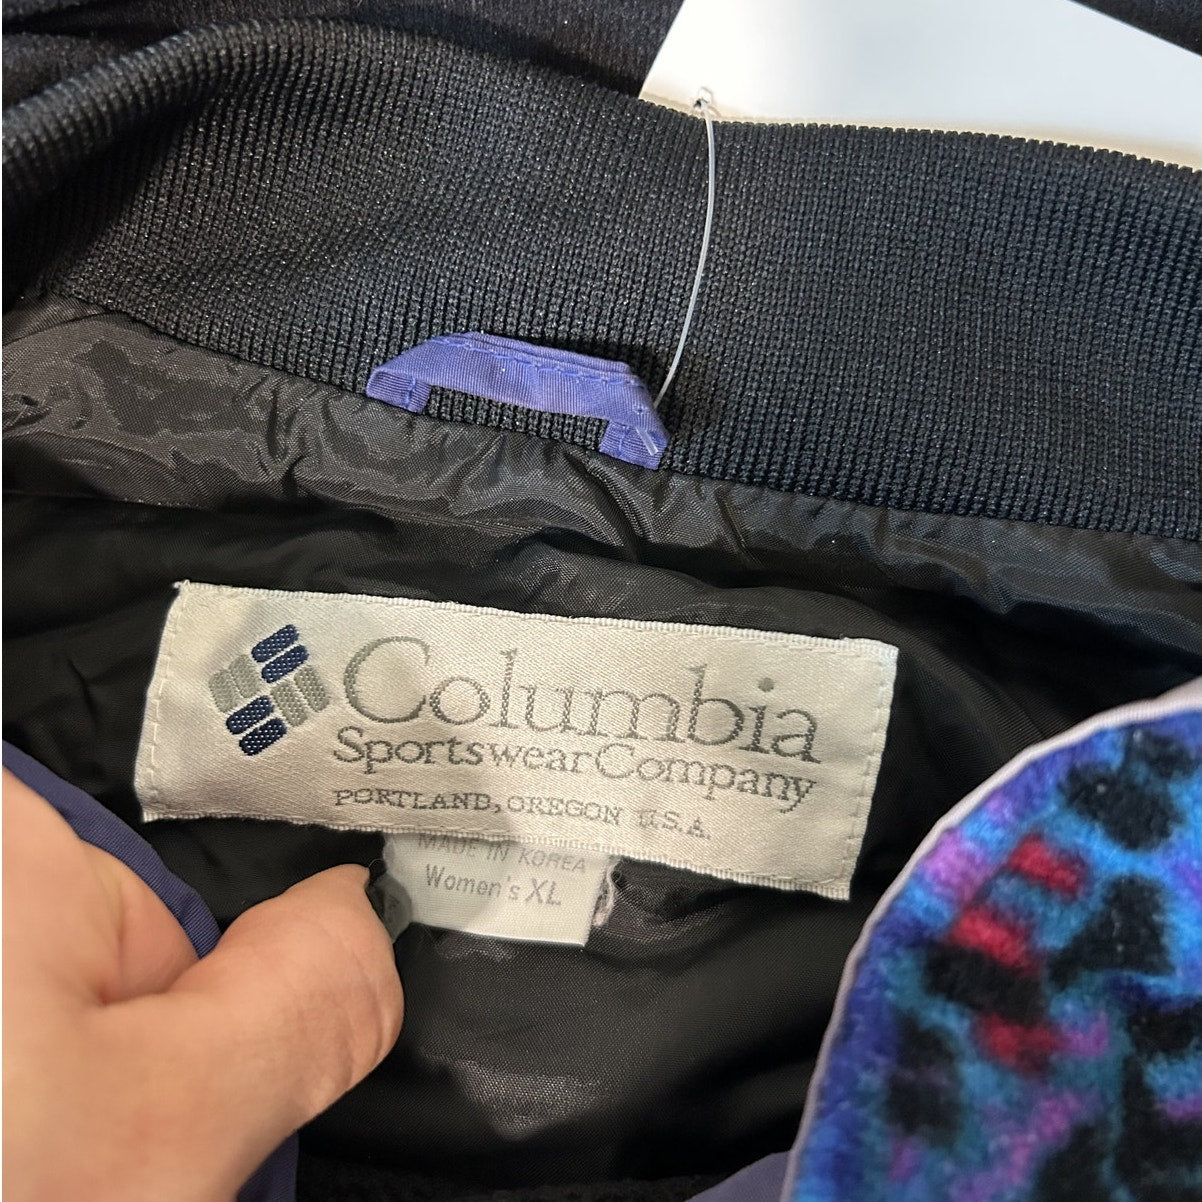 Columbia
Sportswear Company
PORTLAND, OREGON U.S.A.
MADE IN KOREA
Women's XL